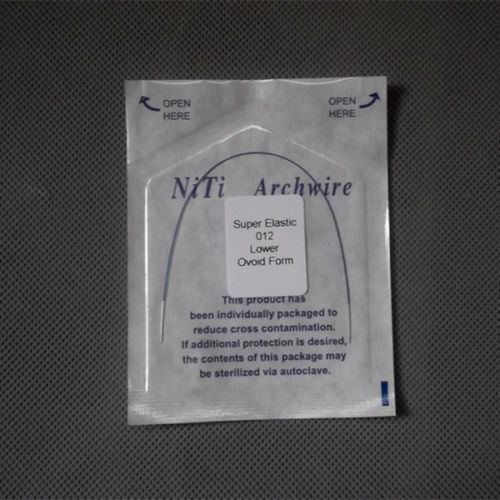 OPEN
HERE
OPEN
HERE
NiTi Archwire
Super Elastic
012
Lower
Ovoid Form
This product has
been individually packaged to
reduce cross contamination.
If additional protection is desired,
the contents of this package may
be sterilized via autoclave.